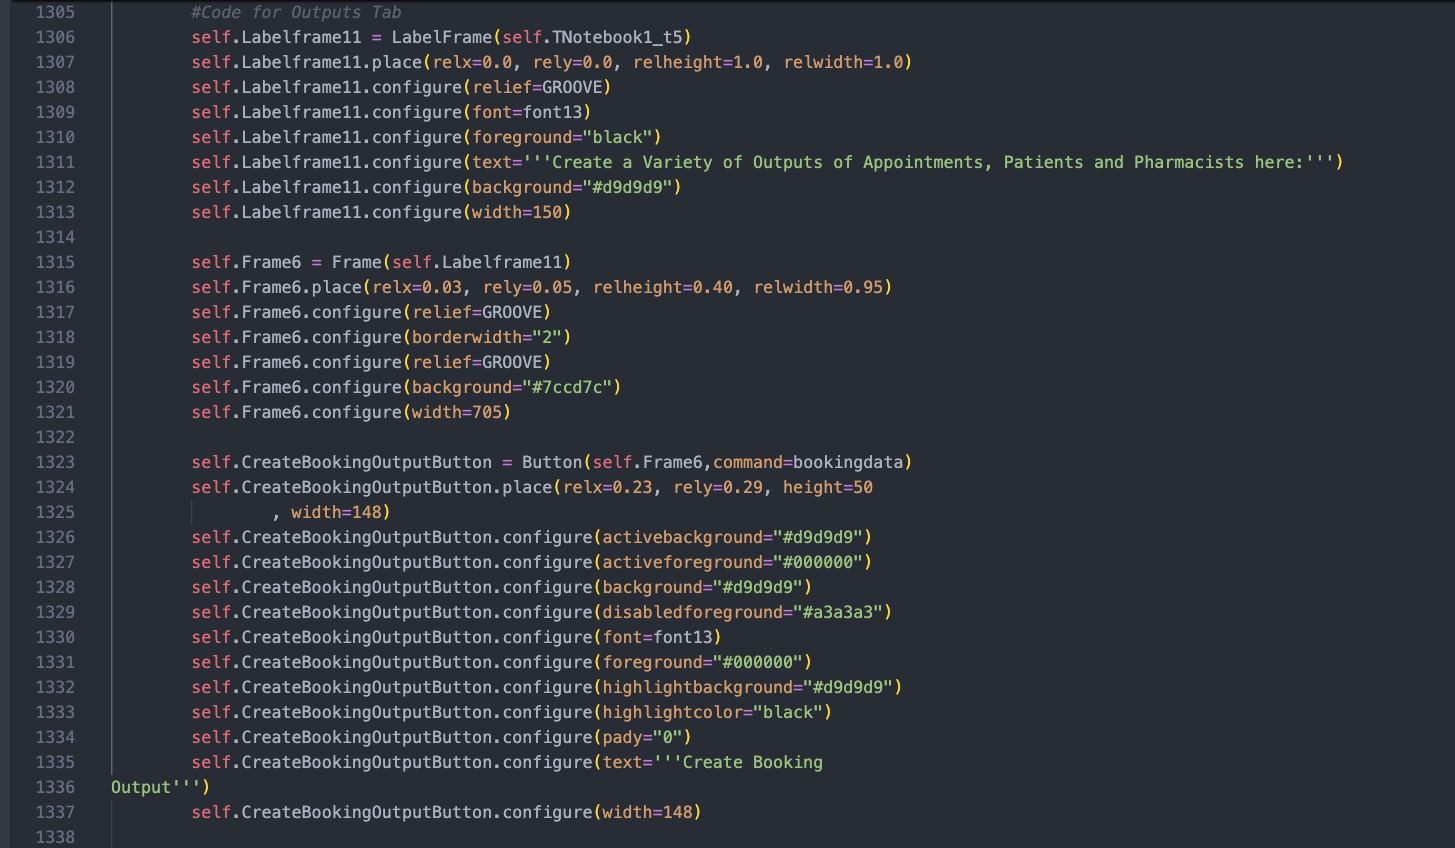 1305 #Code for Outputs Tab
1306 self.Labelframe11 = LabelFrame(self.TNotebook1_t5)
1307 self.Labelframe11.place(relx=0.0, rely=0.0, relheight=1.0, relwidth=1.0)
1308 self.Labelframe11.configure(relief=GROOVE)
1309 self.Labelframe11.configure(font=font13)
1310 self.Labelframe11.configure(foreground="black")
1311 self.Labelframe11.configure(text='''Create a Variety of Outputs of Appointments, Patients and Pharmacists here:''')
1312 self.Labelframe11.configure(background="#d9d9d9")
1313 self.Labelframe11.configure(width=150)
1314
1315 self.Frame6 = Frame(self.Labelframe11)
1316 self.Frame6.place(relx=0.03, rely=0.05, relheight=0.40, relwidth=0.95)
1317 self.Frame6.configure(relief=GROOVE)
1318 self.Frame6.configure(borderwidth="2")
1319 self.Frame6.configure(relief=GROOVE)
1320 self.Frame6.configure(background="#7ccd7c")
1321 self.Frame6.configure(width=705)
1322
1323 self.CreateBookingOutputButton = Button(self.Frame6,command=bookingdata)
1324 self.CreateBookingOutputButton.place(relx=0.23, rely=0.29, height=50
1325 , width=148)
1326 self.CreateBookingOutputButton.configure(activebackground="#d9d9d9")
1327 self.CreateBookingOutputButton.configure(activeforeground="#000000")
1328 self.CreateBookingOutputButton.configure(background="#d9d9d9")
1329 self.CreateBookingOutputButton.configure(disabledforeground="#a3a3a3")
1330 self.CreateBookingOutputButton.configure(font=font13)
1331 self.CreateBookingOutputButton.configure(foreground="#000000")
1332 self.CreateBookingOutputButton.configure(highlightbackground="#d9d9d9")
1333 self.CreateBookingOutputButton.configure(highlightcolor="black")
1334 self.CreateBookingOutputButton.configure(pady="0")
1335 self.CreateBookingOutputButton.configure(text='''Create Booking
1336 Output''')
1337 self.CreateBookingOutputButton.configure(width=148)
1338